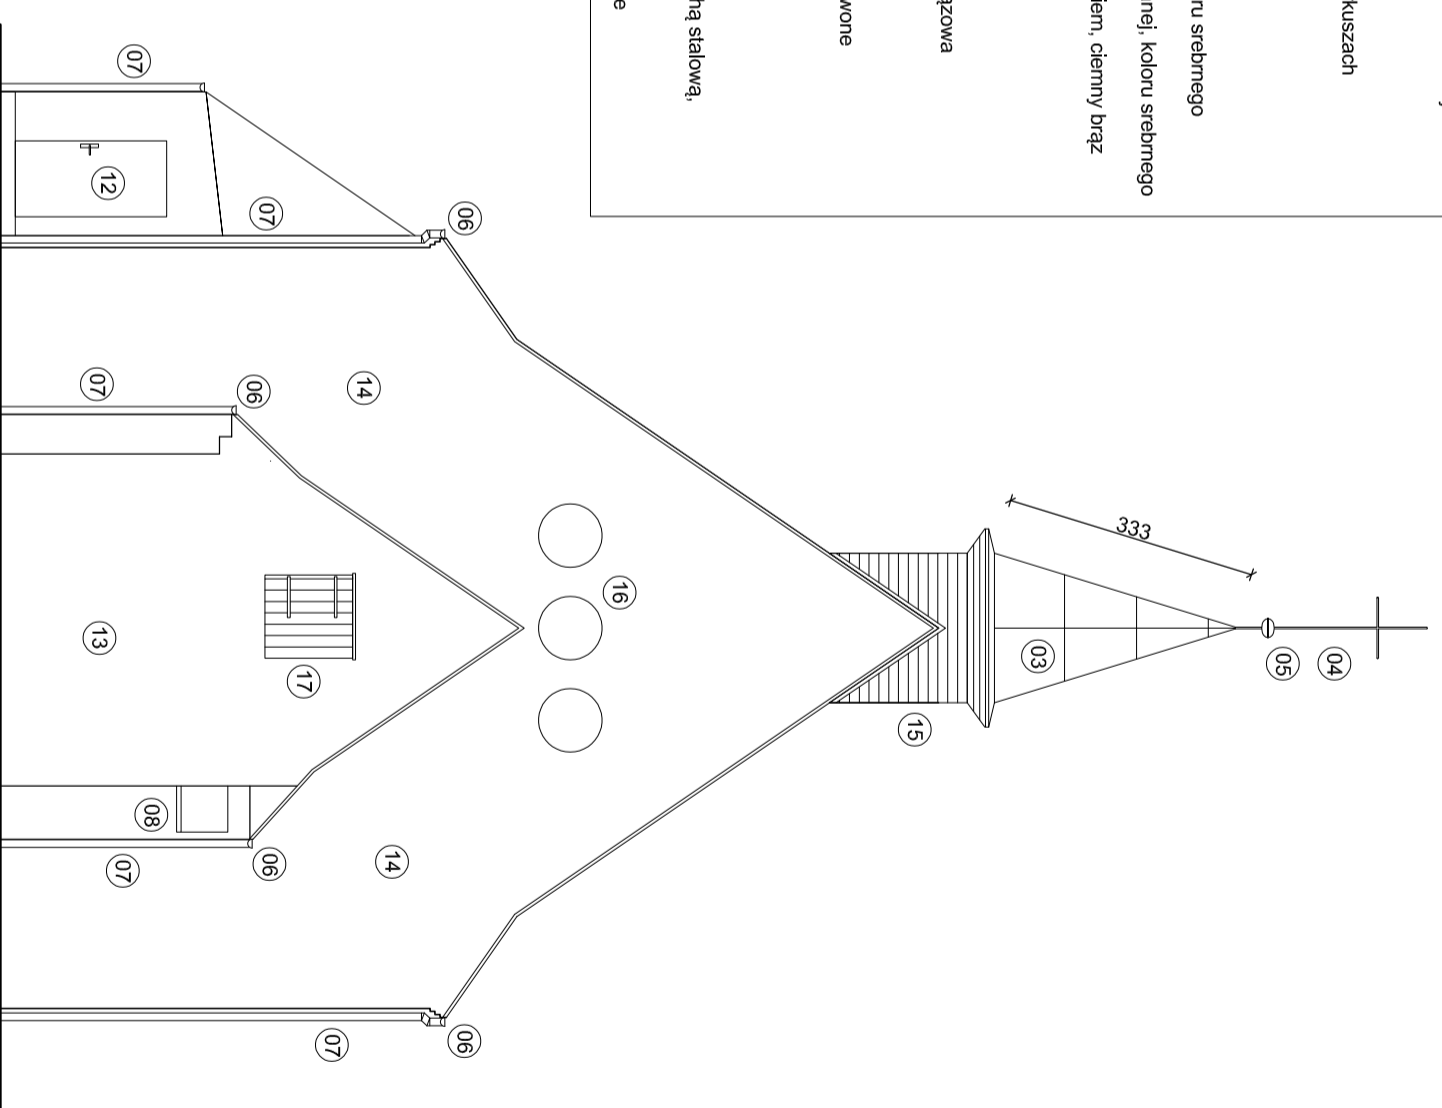 kuszach
ru srebrnego
nej, koloru srebrnego
iem, ciemny brąz
ązowa
wone
hą stalową,
e
04
05
333
03
15
16
06
06
14
14
07
17
06
07
06
08
07
07
12
13
07